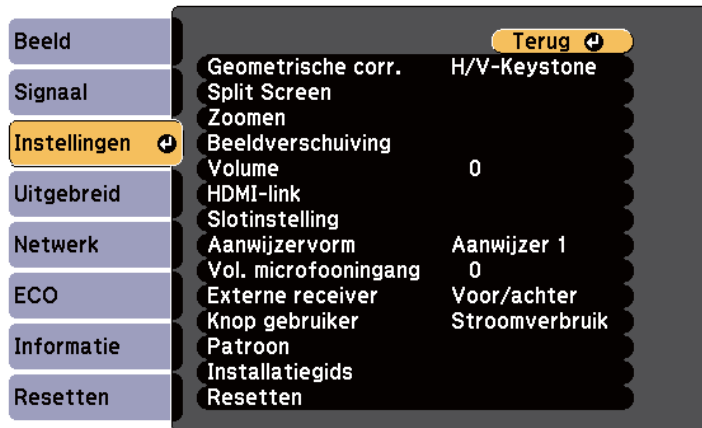 Beeld
Signaal
Instellingen
Uitgebreid
Netwerk
ECO
Informatie
Resetten
Terug
Geometrische corr. H/V-Keystone
Split Screen
Zoomen
Beeldverschuiving
Volume 0
HDMI-link
Slotinstelling
Aanwijzervorm Aanwijzer 1
Vol. microfooningang 0
Externe receiver Voor/achter
Knop gebruiker Stroomverbruik
Patroon
Installatiegids
Resetten